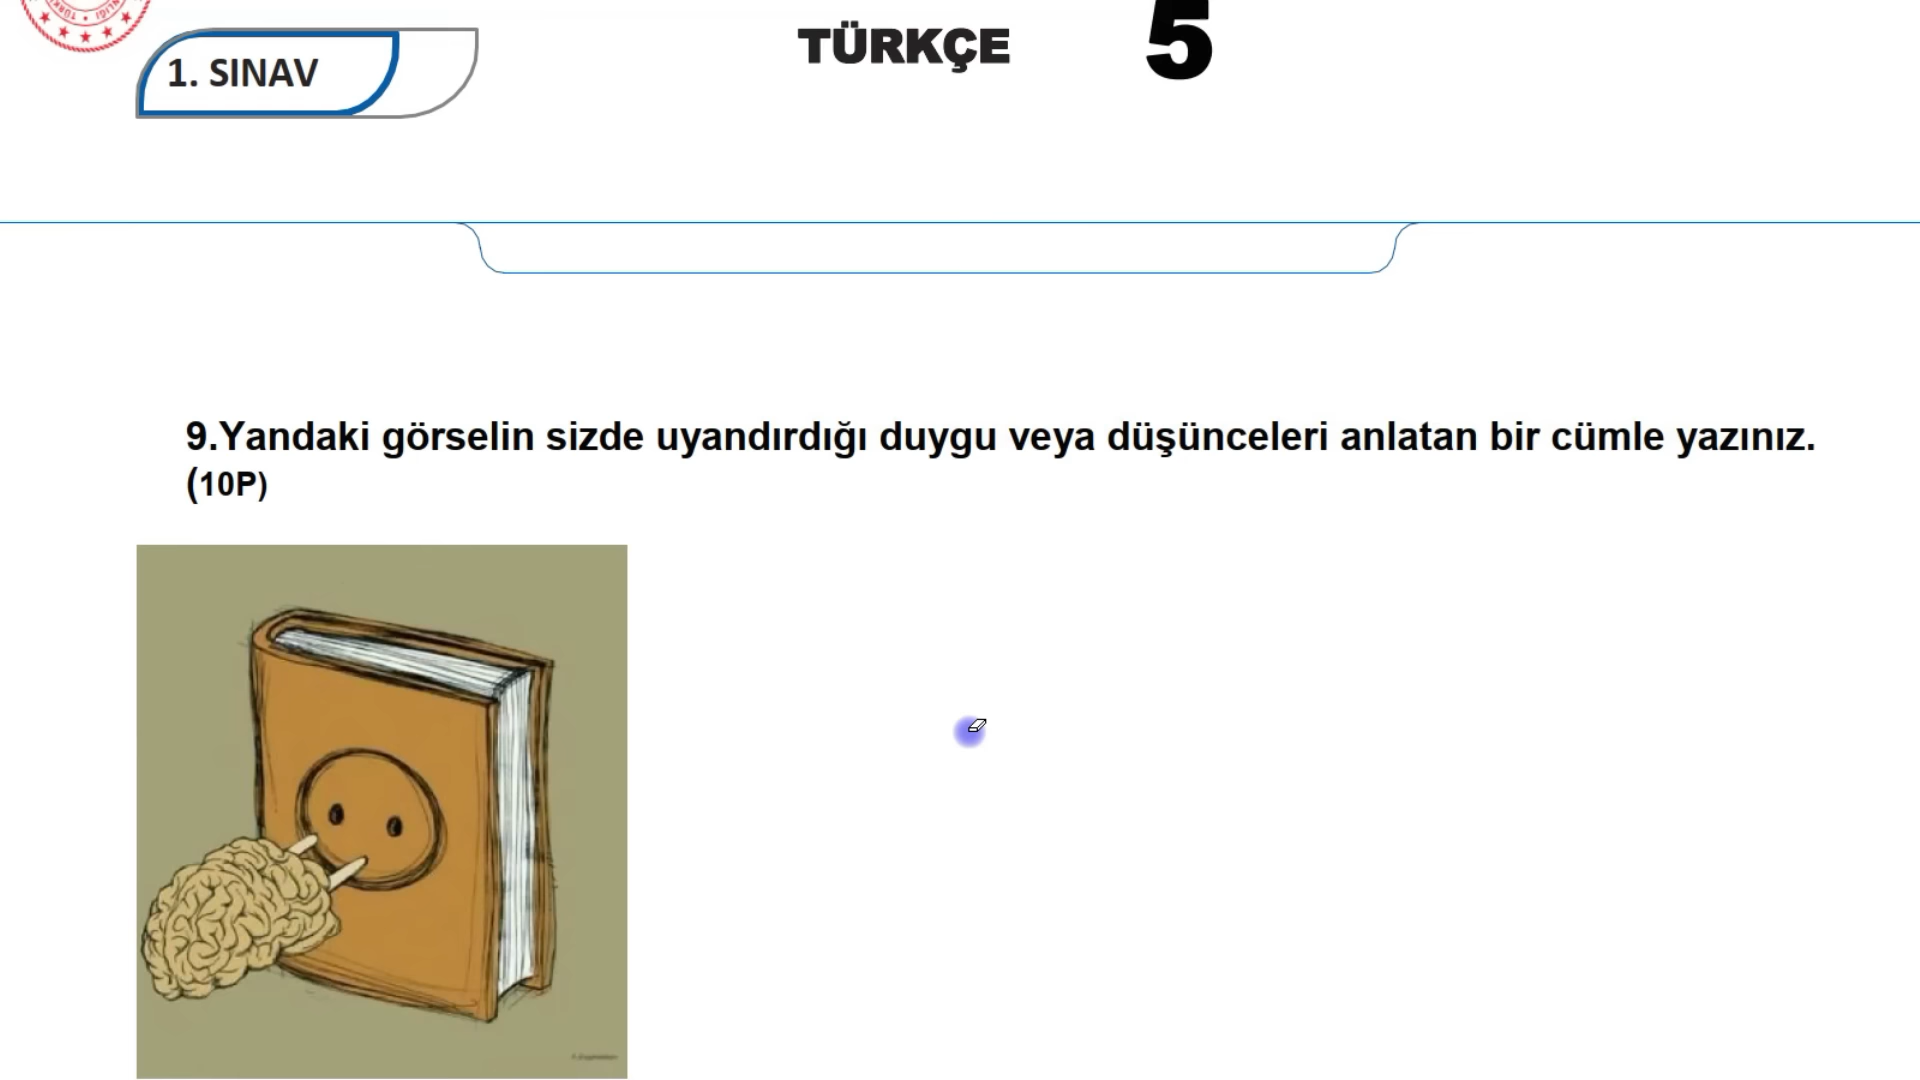 TÜRKÇE 5
1. SINAV
9.Yandaki görselin sizde uyandırdığı duygu veya düşünceleri anlatan bir cümle yazınız.
(10P)